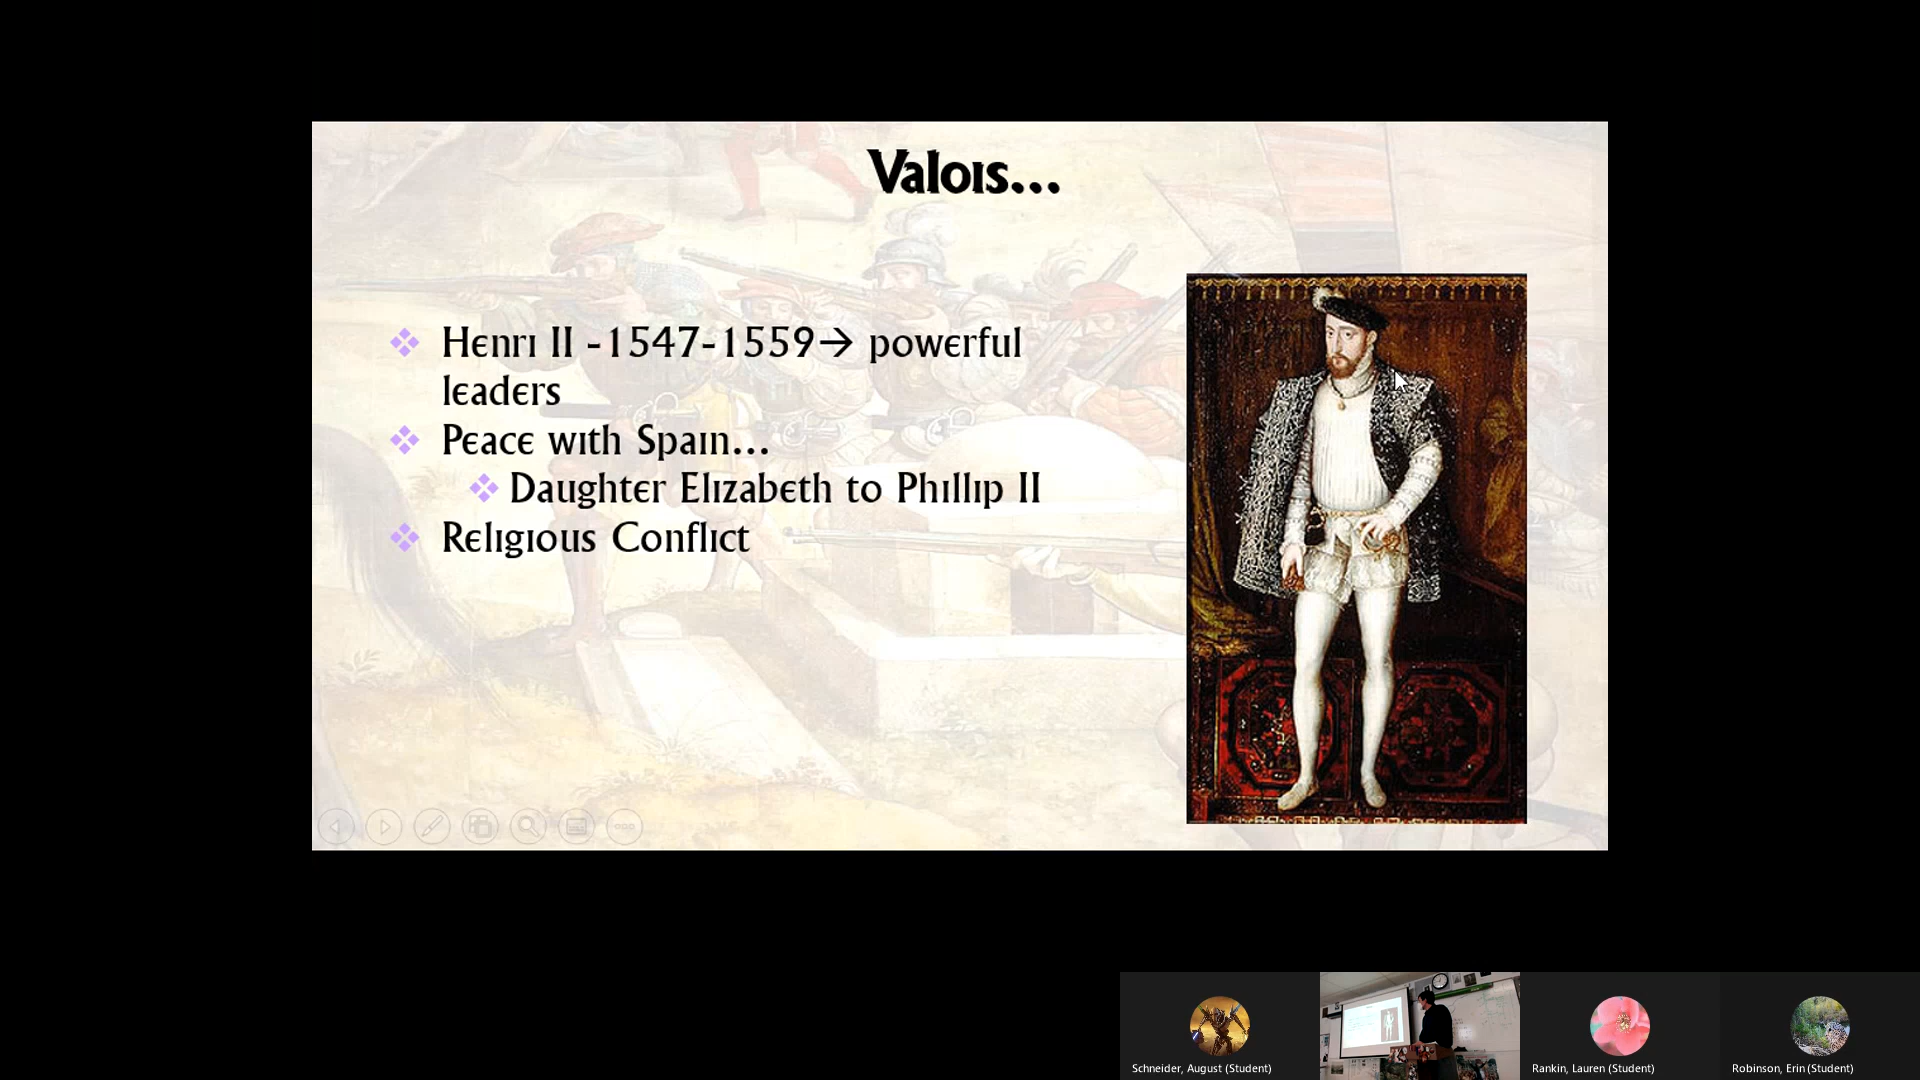 Valois...
Henri II -1547-1559→ powerful
leaders
Peace with Spain...
Daughter Elizabeth to Phillip II
Religious Conflict
Schneider, August (Student)
Rankin, Lauren (Student)
Robinson, Erin (Student)